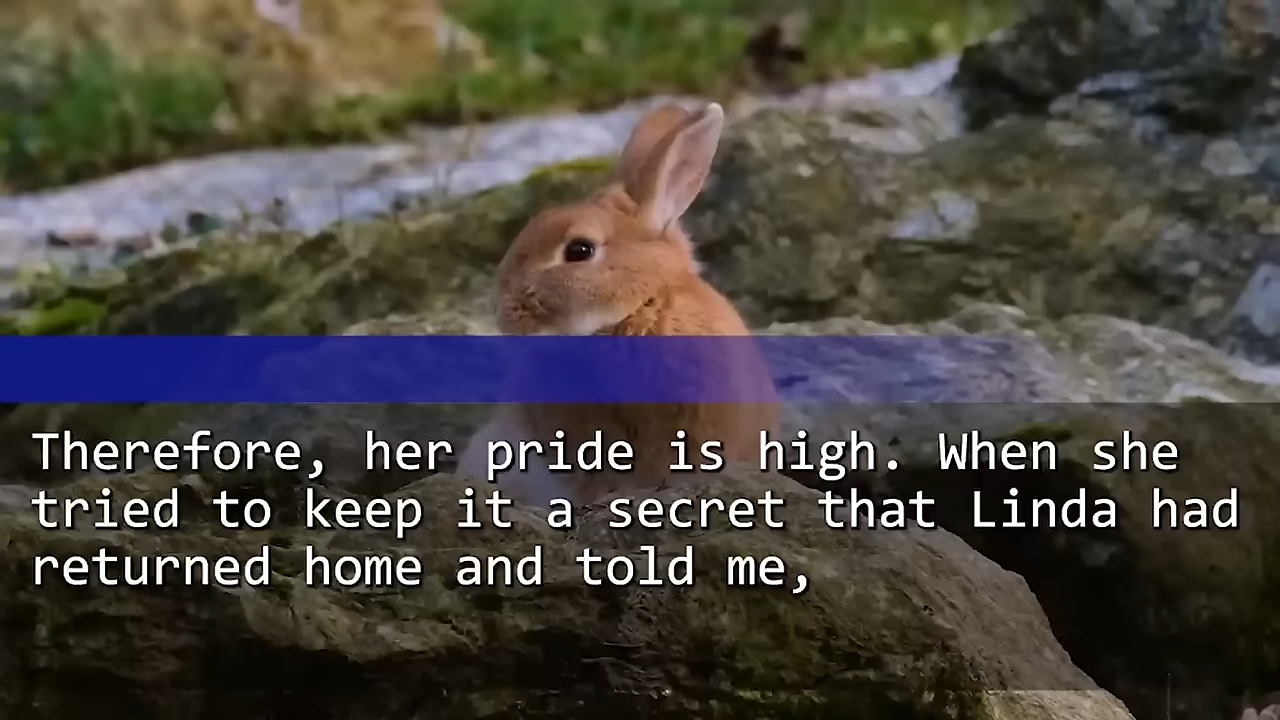 Therefore, her pride is high. When she
tried to keep it a secret that Linda had
returned home and told me,